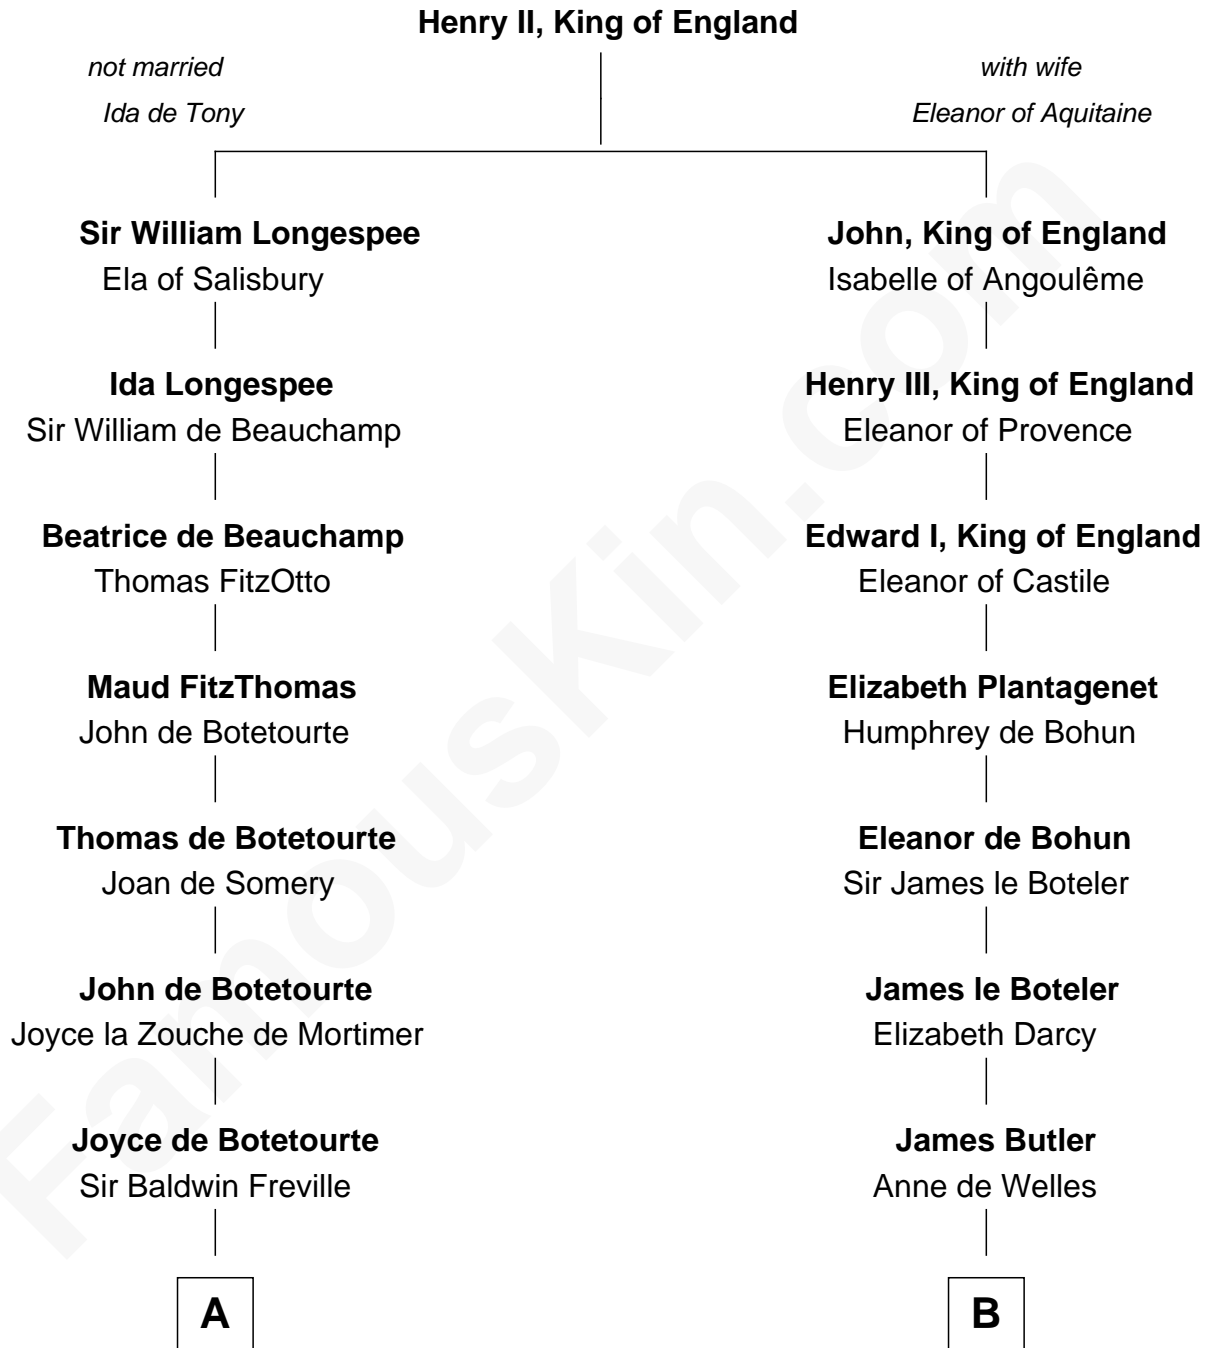 Henry II, King of England
not married
Ida de Tony
with wife
Eleanor of Aquitaine
Sir William Longespee
Ela of Salisbury
John, King of England
Isabelle of Angoulême
Ida Longespee
Sir William de Beauchamp
Henry III, King of England
Eleanor of Provence
Beatrice de Beauchamp
Thomas FitzOtto
Edward I, King of England
Eleanor of Castile
Maud FitzThomas
John de Botetourte
Elizabeth Plantagenet
Humphrey de Bohun
Thomas de Botetourte
Joan de Somery
Eleanor de Bohun
Sir James le Boteler
John de Botetourte
Joyce la Zouche de Mortimer
James le Boteler
Elizabeth Darcy
Joyce de Botetourte
Sir Baldwin Freville
James Butler
Anne de Welles
A
B
FamousKin.com